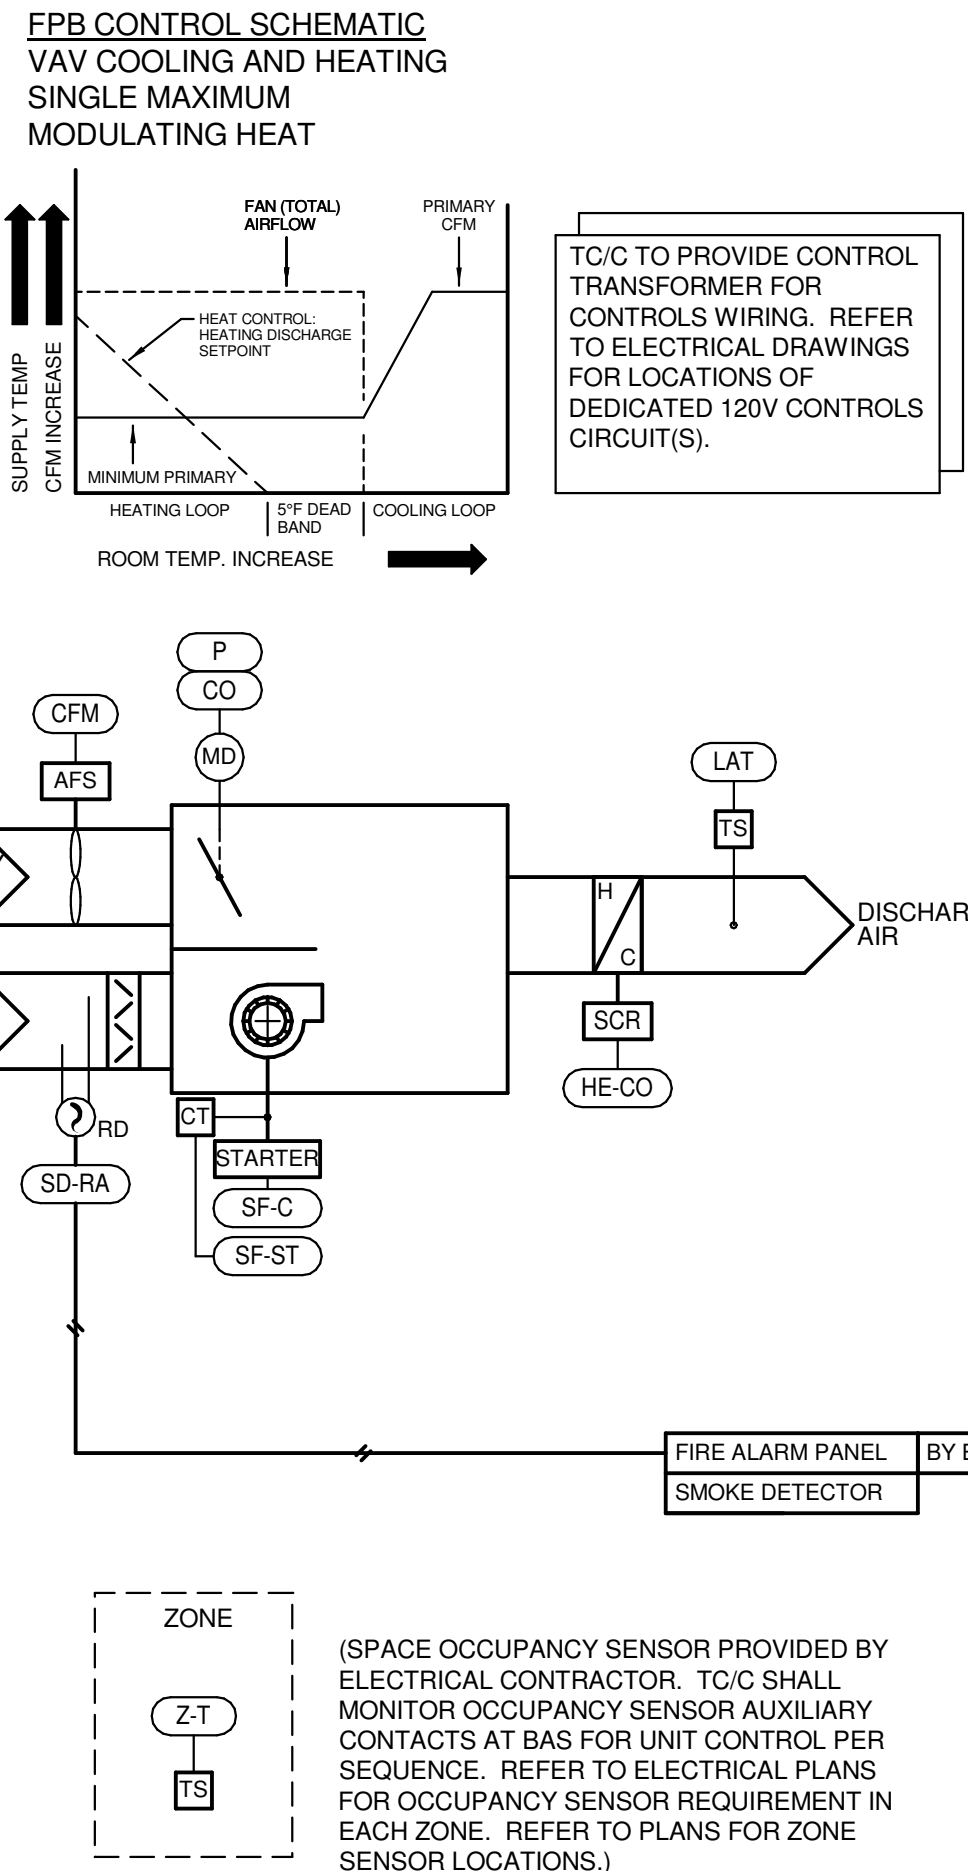 FPB CONTROL SCHEMATIC
VAV COOLING AND HEATING
SINGLE MAXIMUM
MODULATING HEAT
FAN (TOTAL)
AIRFLOW
PRIMARY
CFM
HEAT CONTROL:
HEATING DISCHARGE
SETPOINT
SUPPLY TEMP
CFM INCREASE
MINIMUM PRIMARY
HEATING LOOP
5°F DEAD
BAND
COOLING LOOP
ROOM TEMP. INCREASE
TC/C TO PROVIDE CONTROL
TRANSFORMER FOR
CONTROLS WIRING. REFER
TO ELECTRICAL DRAWINGS
FOR LOCATIONS OF
DEDICATED 120V CONTROLS
CIRCUIT(S).
P
CO
MD
CFM
AFS
LAT
TS
H
C
DISCHAR
AIR
SCR
HE-CO
RD
SD-RA
CT
STARTER
SF-C
SF-ST
FIRE ALARM PANEL
BY E
SMOKE DETECTOR
ZONE
Z-T
TS
(SPACE OCCUPANCY SENSOR PROVIDED BY
ELECTRICAL CONTRACTOR. TC/C SHALL
MONITOR OCCUPANCY SENSOR AUXILIARY
CONTACTS AT BAS FOR UNIT CONTROL PER
SEQUENCE. REFER TO ELECTRICAL PLANS
FOR OCCUPANCY SENSOR REQUIREMENT IN
EACH ZONE. REFER TO PLANS FOR ZONE
SENSOR LOCATIONS.)